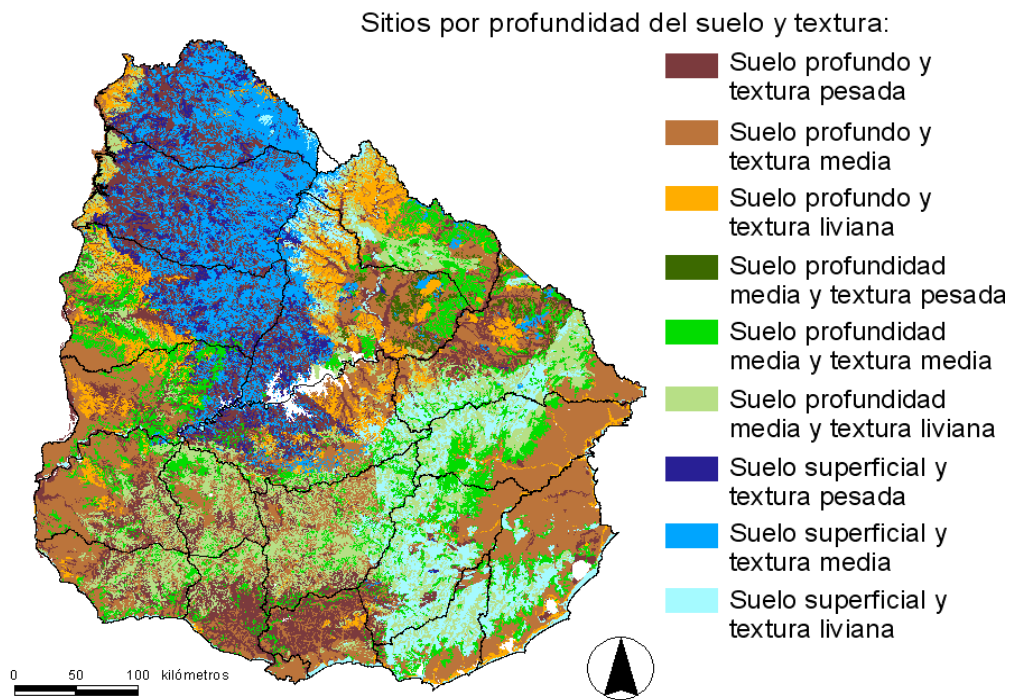 Sitios por profundidad del suelo y textura:
Suelo profundo y
textura pesada
Suelo profundo y
textura media
Suelo profundo y
textura liviana
Suelo profundidad
media y textura pesada
Suelo profundidad
media y textura media
Suelo profundidad
media y textura liviana
Suelo superficial y
textura pesada
Suelo superficial y
textura media
Suelo superficial y
textura liviana
0 50 100 kilómetros